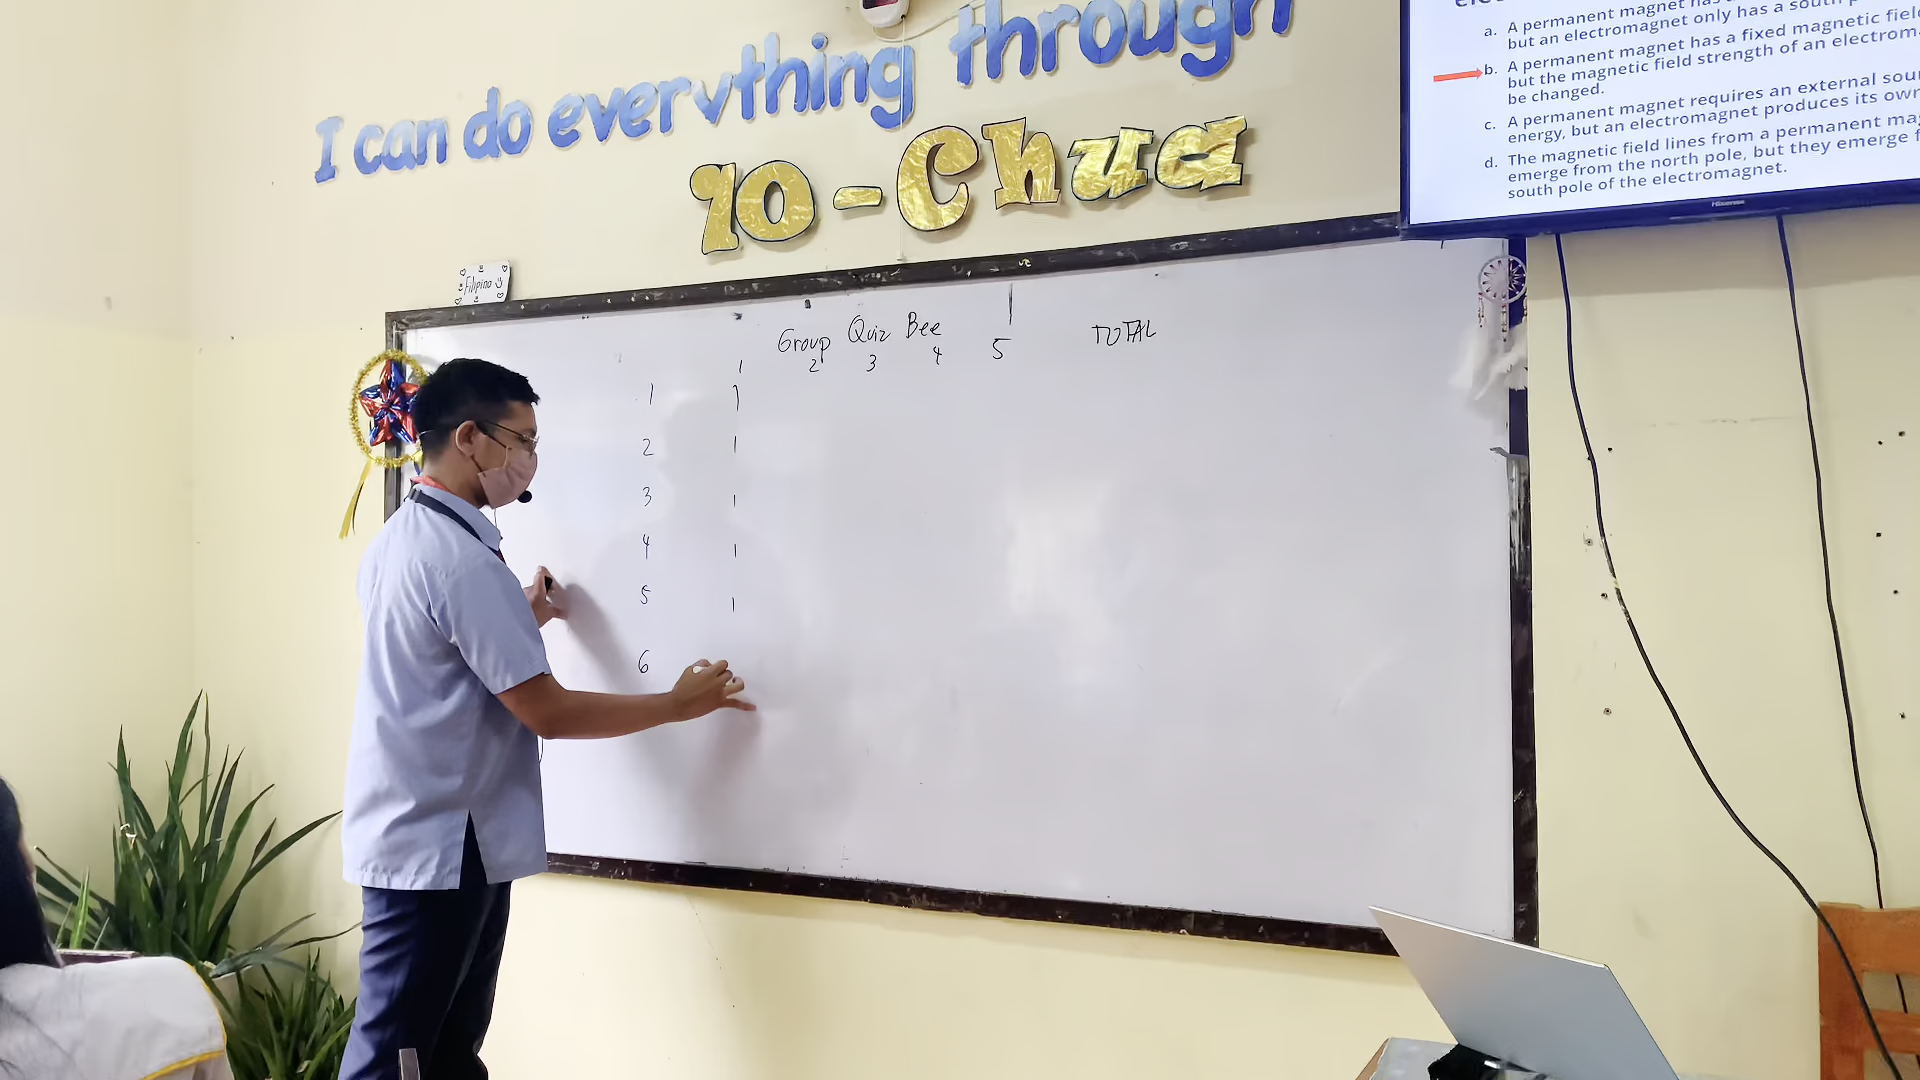 I can do everything through
10-Chua
Filipino
a. A permanent magnet has
but an electromagnet only has a south
b. A permanent magnet has a fixed magnetic
but the magnetic field strength of an
be changed.
c. A permanent magnet requires an external
energy, but an electromagnet produces its own
d. The magnetic field lines from a permanent
emerge from the north pole, but they emerge
south pole of the electromagnet.
Hisense
Group Quiz Bee
1 2 3 4 5 TOTAL
1 1
2 1
3 1
4 1
5 1
6